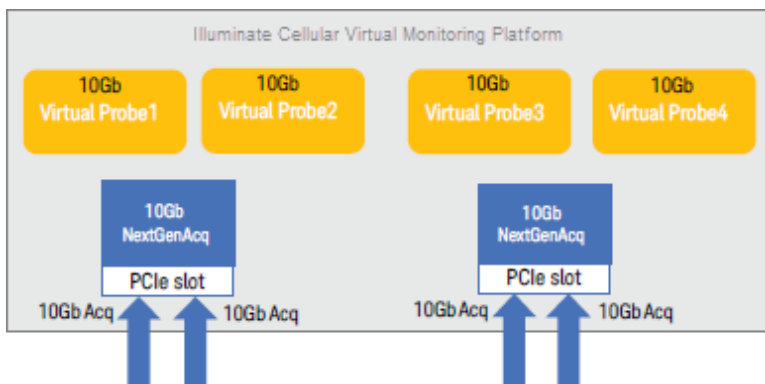 Illuminate Cellular Virtual Monitoring Platform
10Gb
Virtual Probe1
10Gb
Virtual Probe2
10Gb
Virtual Probe3
10Gb
Virtual Probe4
10Gb
NextGenAcq
PCIe slot
10Gb Acq
10Gb Acq
10Gb
NextGenAcq
PCIe slot
10Gb Acq
10Gb Acq